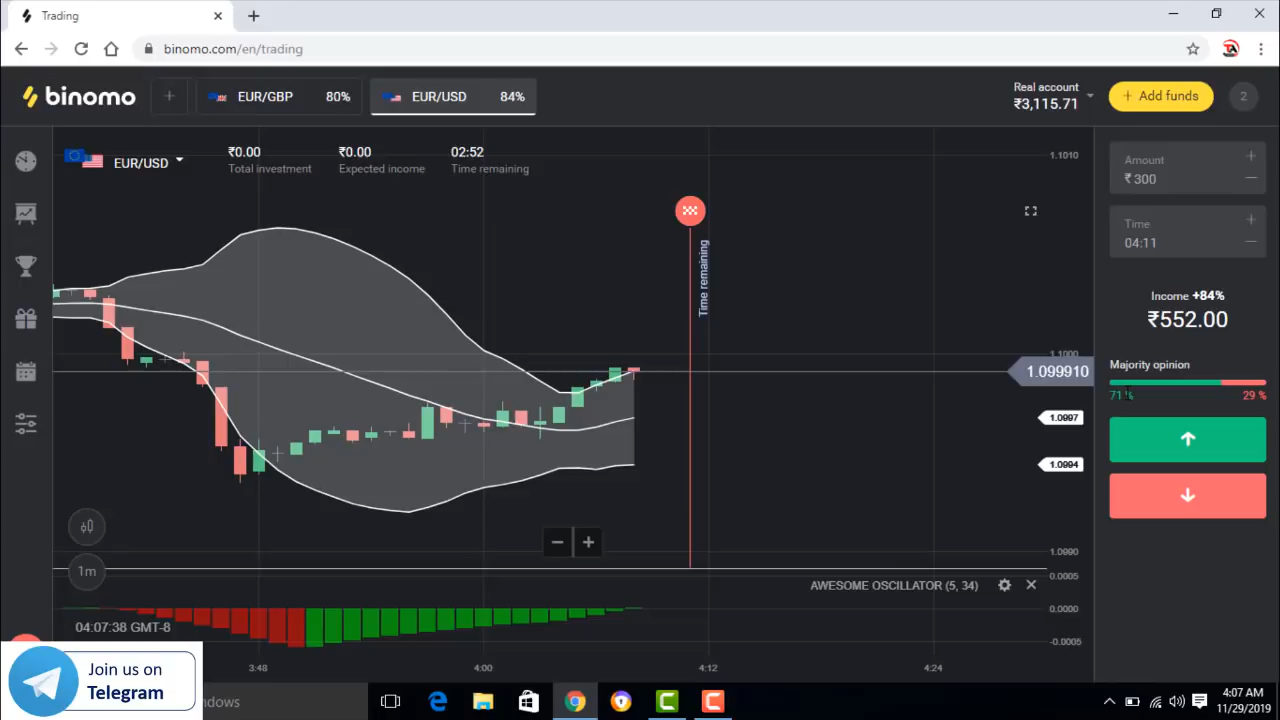 Trading
binomo.com/en/trading
binomo
EUR/GBP 80%
EUR/USD 84%
Real account
₹3,115.71
+ Add funds
2
EUR/USD
₹0.00
Total investment
₹0.00
Expected income
02:52
Time remaining
1.1010
Time remaining
1.1000
1.099910
1.0997
1.0994
1.0990
Amount
₹ 300
Time
04:11
Income +84%
₹552.00
Majority opinion
71 %
29 %
1m
AWESOME OSCILLATOR (5, 34)
0.0005
0.0000
-0.0005
04:07:38 GMT-8
3:48
4:00
4:12
4:24
Join us on
Telegram
ndows
4:07 AM
11/29/2019